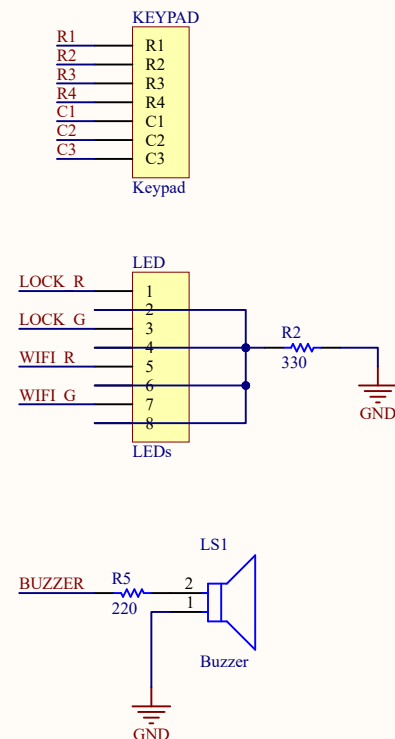 KEYPAD
R1 R1
R2 R2
R3 R3
R4 R4
C1 C1
C2 C2
C3 C3
Keypad
LED
LOCK_R 1
2
LOCK_G 3
4
WIFI_R 5
6
WIFI_G 7
8
LEDs
R2
330
GND
LS1
BUZZER R5 2
220 1
Buzzer
GND